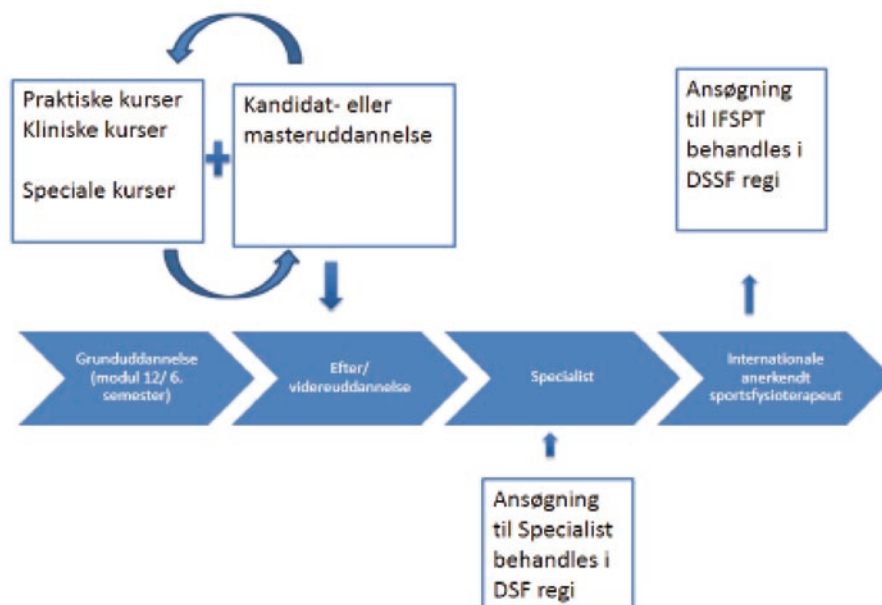 Praktiske kurser
Kliniske kurser
Speciale kurser
Kandidat- eller
masteruddannelse
Ansøgning
til IFSPT
behandles i
DSSF regi
Grunduddannelse
(modul 12/ 6.
semester)
Efter/
videreuddannelse
Specialist
Internationale
anerkendt
sportsfysioterapeut
Ansøgning
til Specialist
behandles i
DSF regi